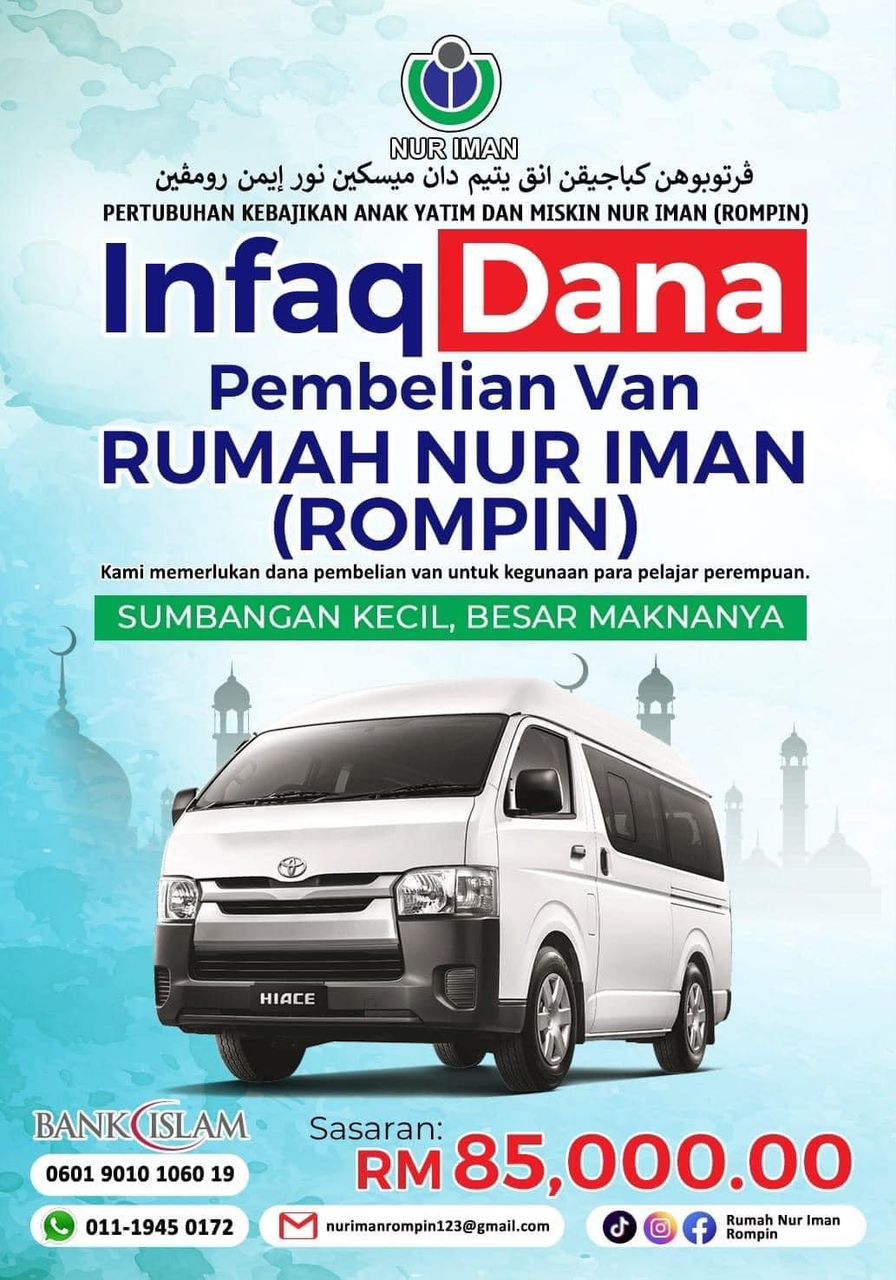 NUR IMAN
ڤرتوبوهن كباجيقن انق يتيم دان ميسكين نور إيمن رومڤين
PERTUBUHAN KEBAJIKAN ANAK YATIM DAN MISKIN NUR IMAN (ROMPIN)
Infaq Dana
Pembelian Van
RUMAH NUR IMAN
(ROMPIN)
Kami memerlukan dana pembelian van untuk kegunaan para pelajar perempuan.
SUMBANGAN KECIL, BESAR MAKNANYA
HIACE
BANK ISLAM
0601 9010 1060 19
Sasaran:
RM 85,000.00
011-1945 0172
nurimanrompin123@gmail.com
Rumah Nur Iman
Rompin